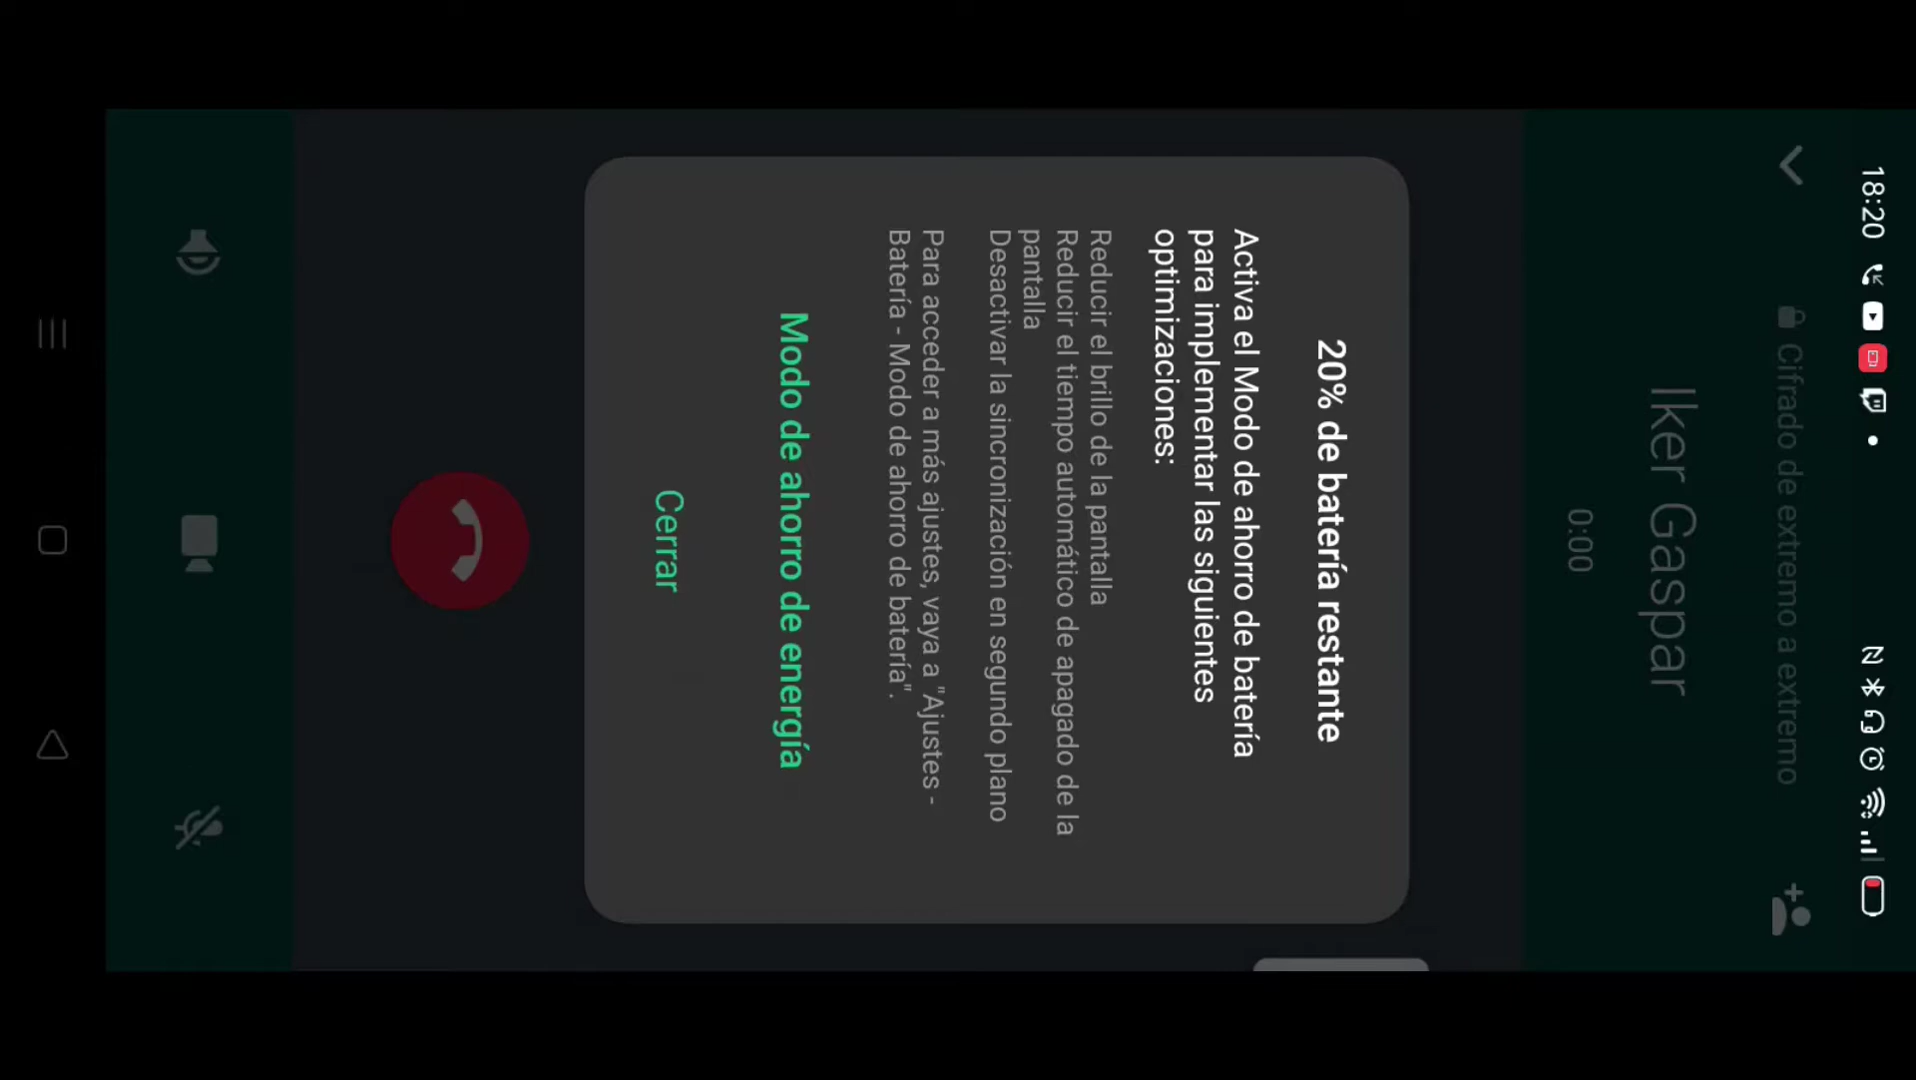 18:20
Cifrado de extremo a extremo
Iker Gaspar
0:00
20% de batería restante
Activa el Modo de ahorro de batería
para implementar las siguientes
optimizaciones:
Reducir el brillo de la pantalla
Reducir el tiempo automático de apagado de la
pantalla
Desactivar la sincronización en segundo plano
Para acceder a más ajustes, vaya a "Ajustes -
Batería - Modo de ahorro de batería".
Modo de ahorro de energía
Cerrar